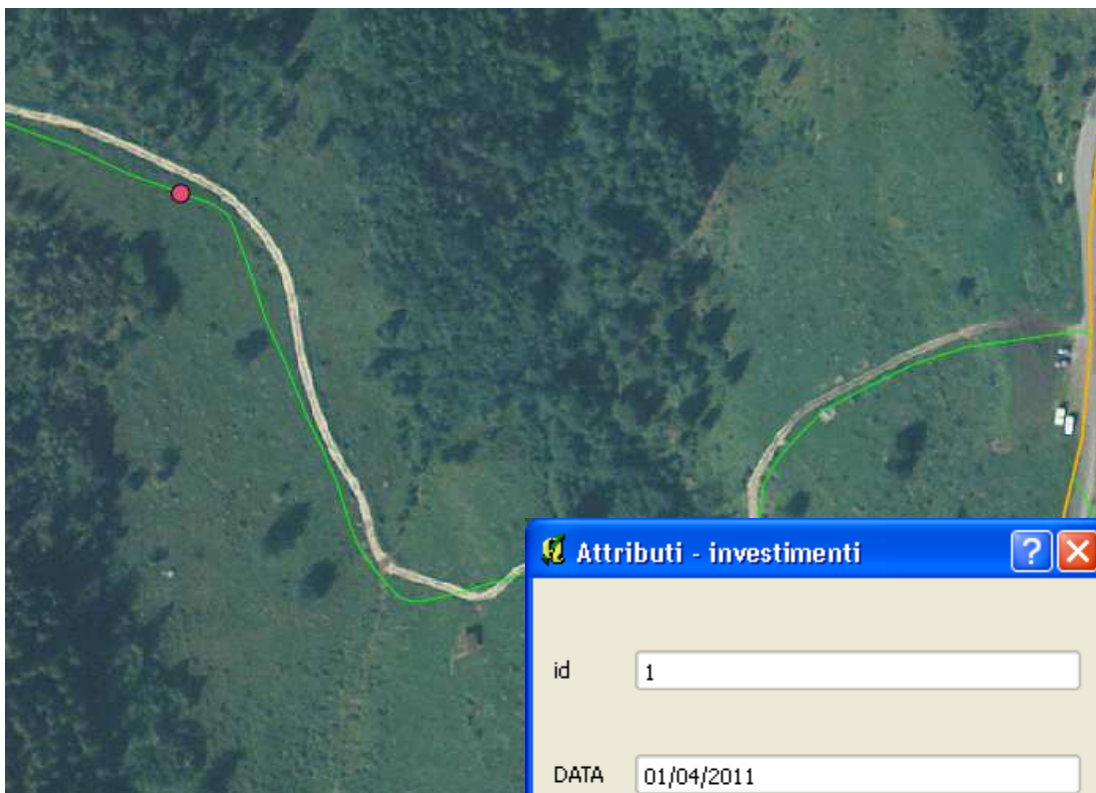 Attributi - investimenti
id
1
DATA
01/04/2011